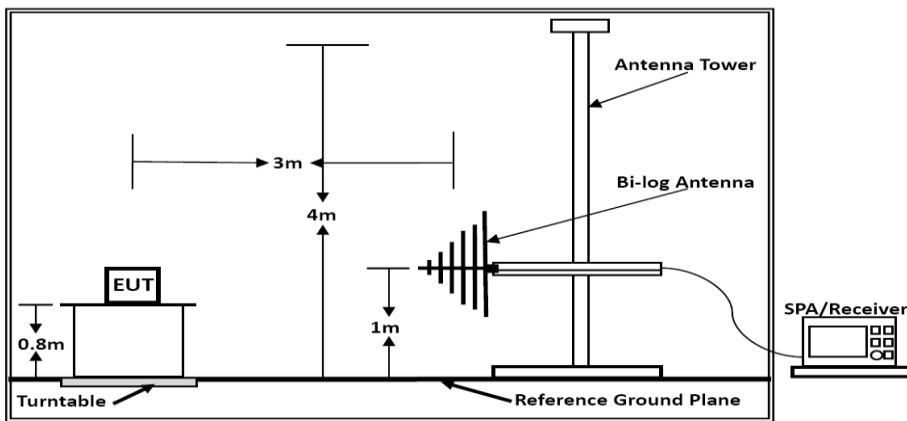 Antenna Tower
3m
Bi-log Antenna
4m
EUT
SPA/Receiver
0.8m
1m
Turntable
Reference Ground Plane